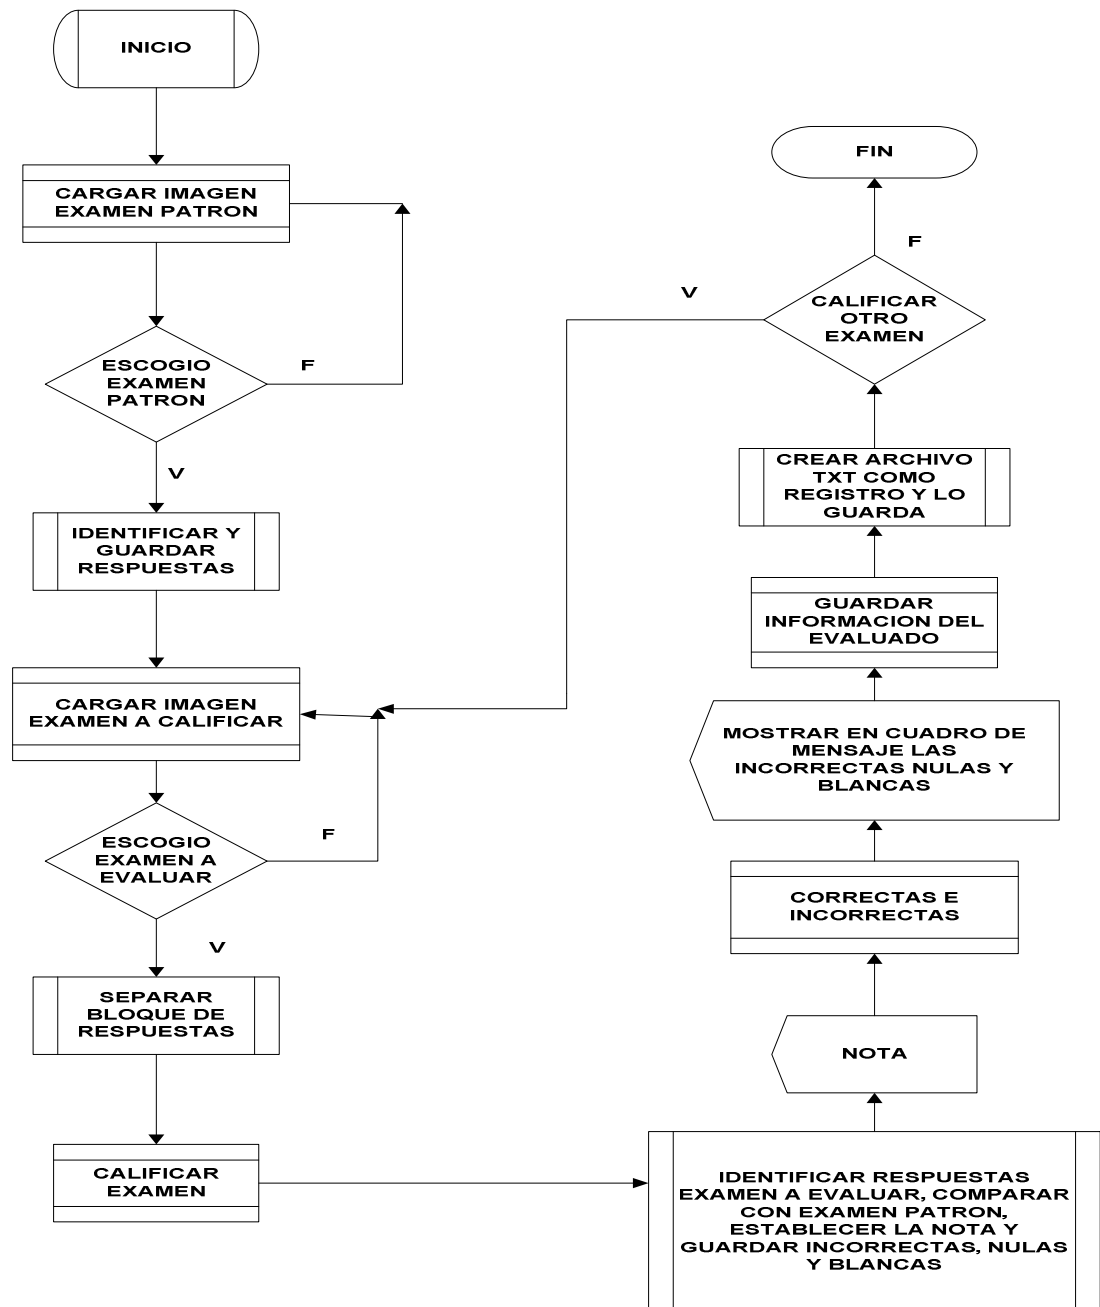 INICIO
CARGAR IMAGEN
EXAMEN PATRON
ESCOGIO
EXAMEN
PATRON
F
V
IDENTIFICAR Y
GUARDAR
RESPUESTAS
CARGAR IMAGEN
EXAMEN A CALIFICAR
ESCOGIO
EXAMEN A
EVALUAR
F
V
SEPARAR
BLOQUE DE
RESPUESTAS
CALIFICAR
EXAMEN
IDENTIFICAR RESPUESTAS
EXAMEN A EVALUAR, COMPARAR
CON EXAMEN PATRON,
ESTABLECER LA NOTA Y
GUARDAR INCORRECTAS, NULAS
Y BLANCAS
NOTA
CORRECTAS E
INCORRECTAS
MOSTRAR EN CUADRO DE
MENSAJE LAS
INCORRECTAS NULAS Y
BLANCAS
GUARDAR
INFORMACION DEL
EVALUADO
CREAR ARCHIVO
TXT COMO
REGISTRO Y LO
GUARDA
CALIFICAR
OTRO
EXAMEN
V
F
FIN